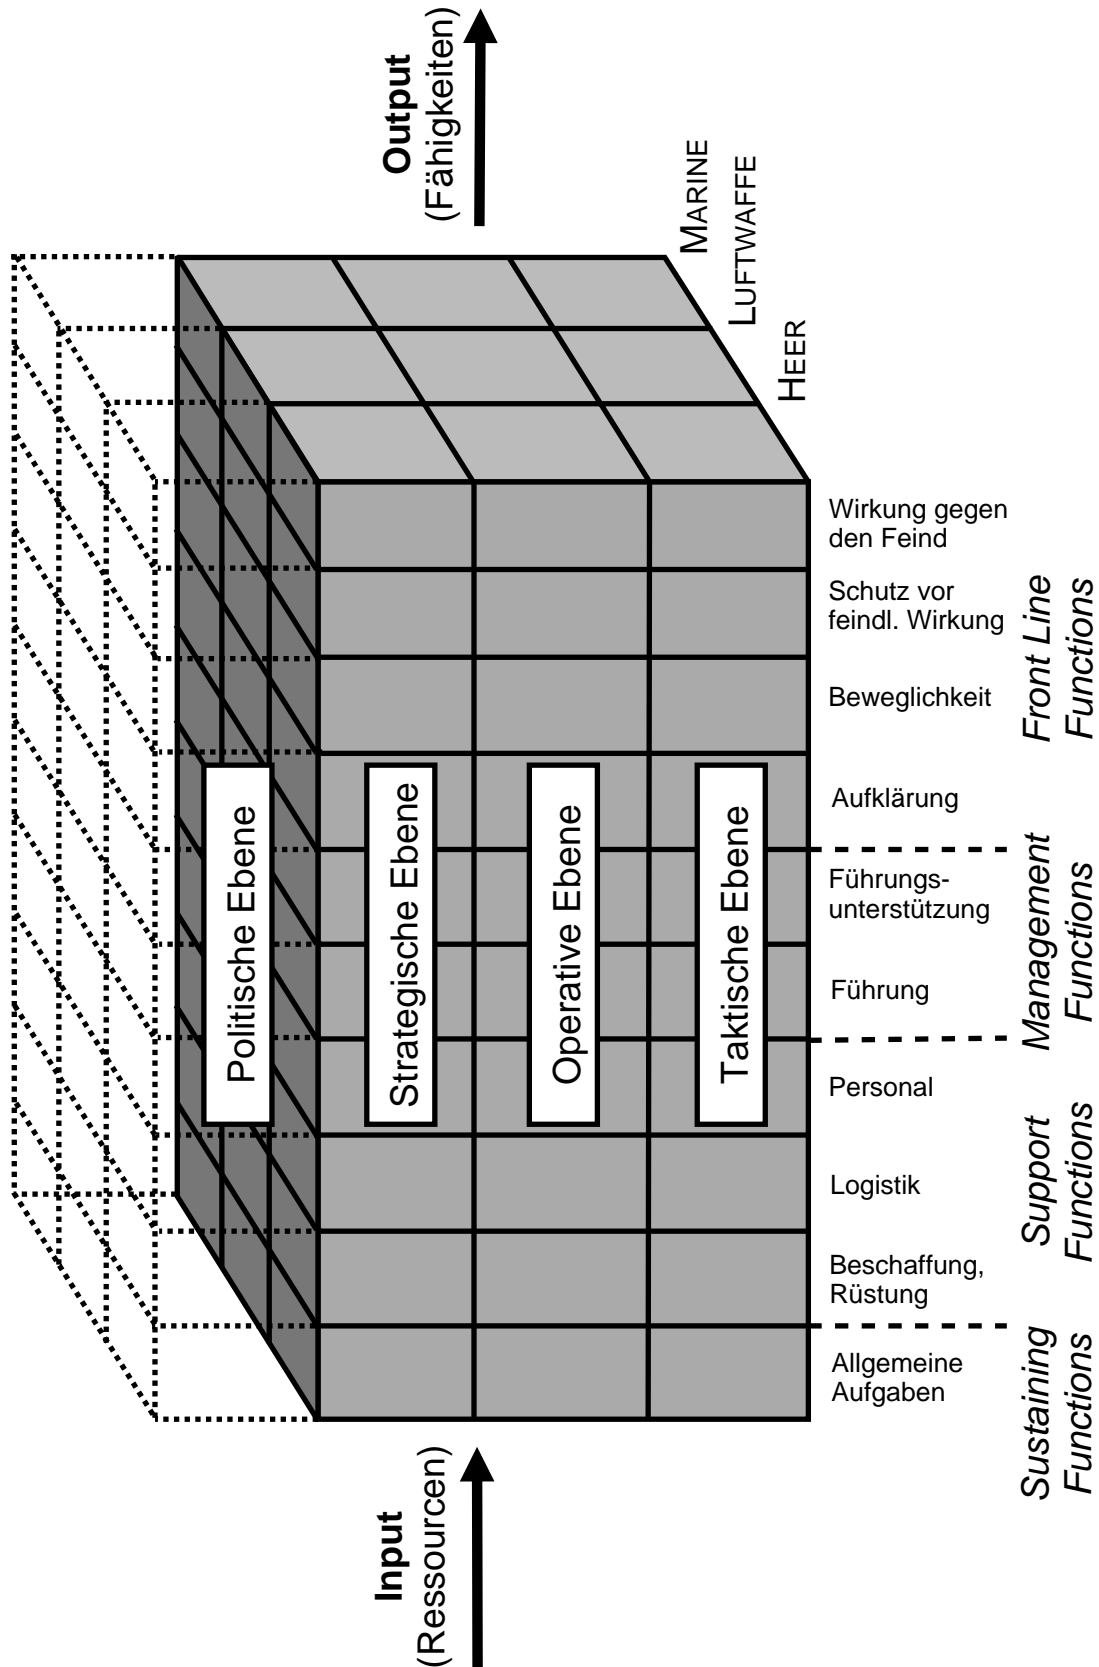 Output
(Fähigkeiten)
MARINE
LUFTWAFFE
HEER
Politische Ebene
Strategische Ebene
Operative Ebene
Taktische Ebene
Wirkung gegen
den Feind
Schutz vor
feindl. Wirkung
Beweglichkeit
Aufklärung
Führungs-
unterstützung
Führung
Personal
Logistik
Beschaffung,
Rüstung
Allgemeine
Aufgaben
Front Line
Functions
Management
Functions
Support
Functions
Sustaining
Functions
Input
(Ressourcen)